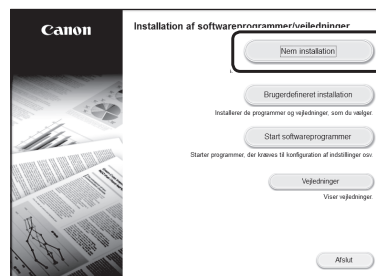 Canon
Installation af softwareprogrammer/vejledninger
Nem installation
Brugerdefineret installation
Installerer de programmer og vejledninger, som du vælger.
Start softwareprogrammer
Starter programmer, der kræves til konfiguration af indstillinger osv.
Vejledninger
Viser vejledninger.
Afslut